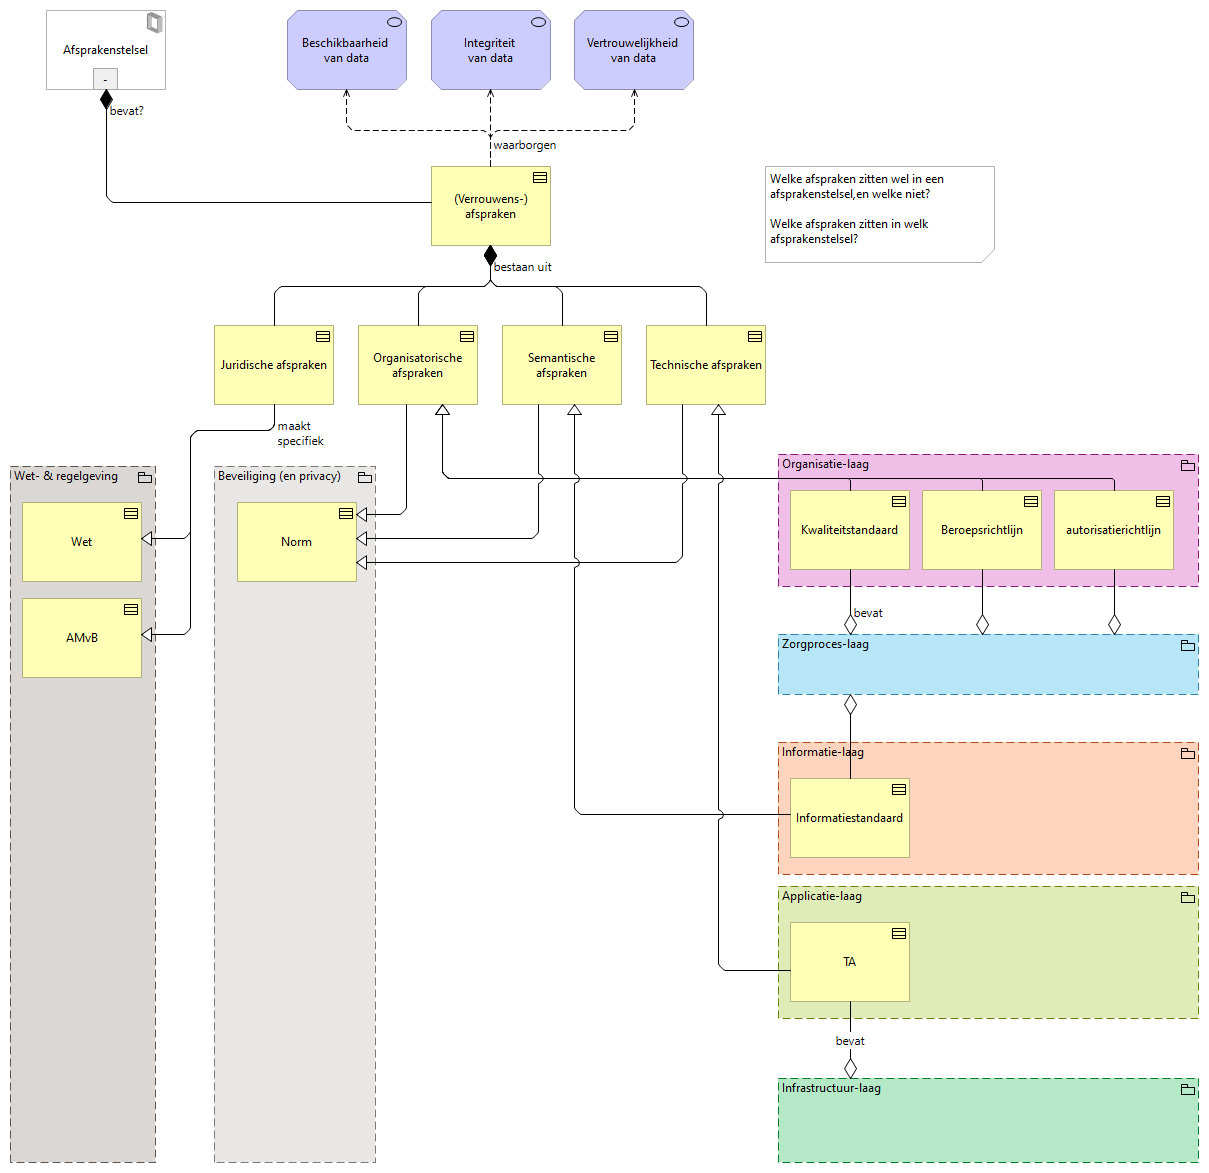 Afsprakenstelsel
-
bevat?
Beschikbaarheid
van data
Integriteit
van data
Vertrouwelijkheid
van data
waarborgen
(Verrouwens-)
afspraken
Welke afspraken zitten wel in een
afsprakenstelsel,en welke niet?
Welke afspraken zitten in welk
afsprakenstelsel?
bestaan uit
Juridische afspraken
Organisatorische
afspraken
Semantische
afspraken
Technische afspraken
maakt
specifiek
Wet- & regelgeving
Wet
AMvB
Beveiliging (en privacy)
Norm
Organisatie-laag
Kwaliteitstandaard
Beroepsrichtlijn
autorisatierichtlijn
bevat
Zorgproces-laag
Informatie-laag
Informatiestandaard
Applicatie-laag
TA
bevat
Infrastructuur-laag